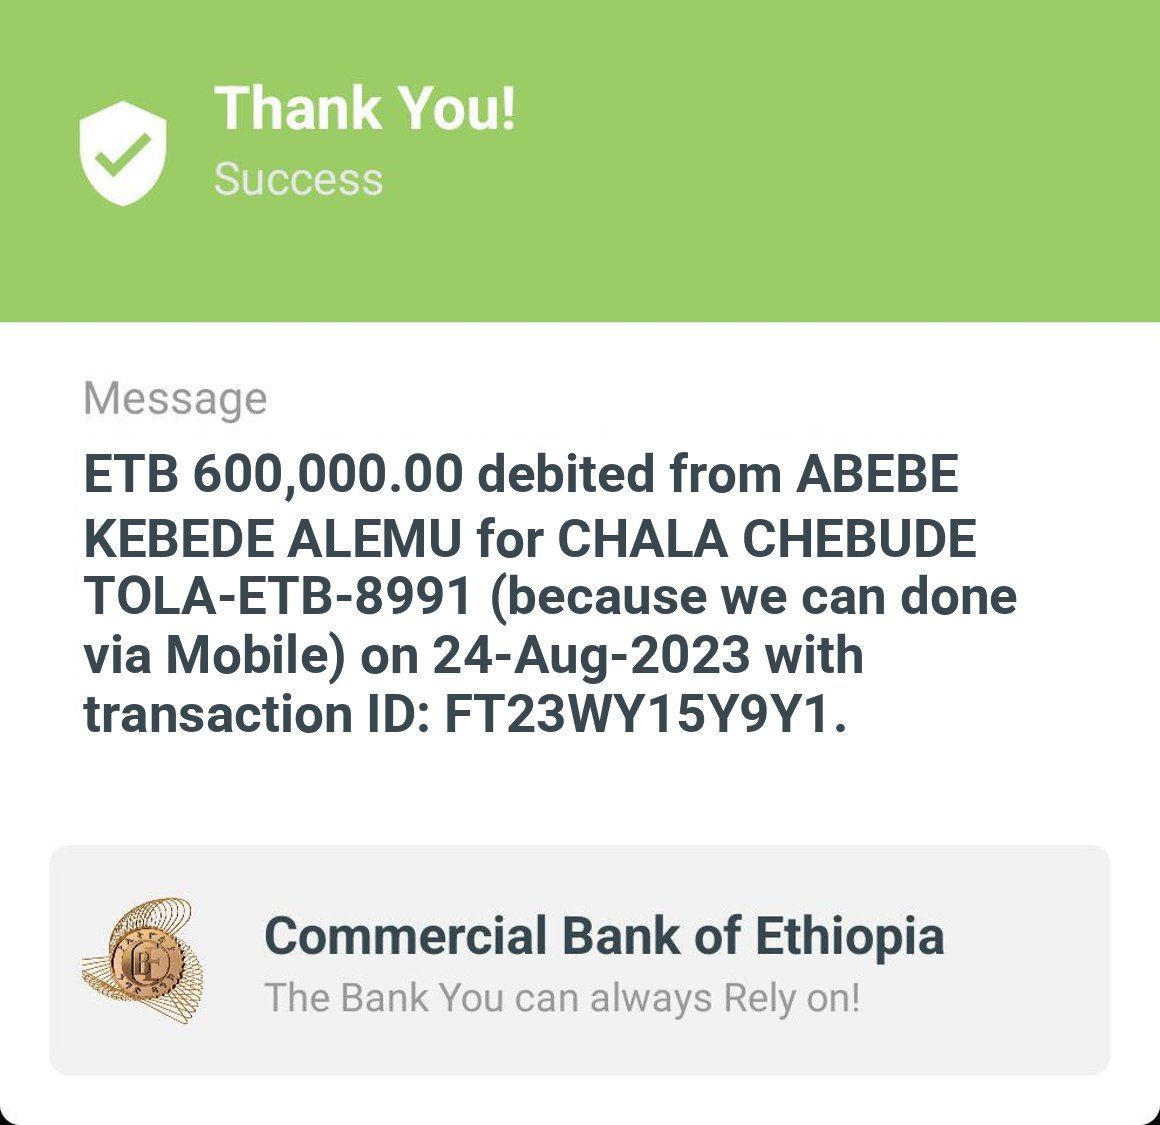 Thank You!
Success
Message
ETB 600,000.00 debited from ABEBE
KEBEDE ALEMU for CHALA CHEBUDE
TOLA-ETB-8991 (because we can done
via Mobile) on 24-Aug-2023 with
transaction ID: FT23WY15Y9Y1.
CBE
Commercial Bank of Ethiopia
The Bank You can always Rely on!